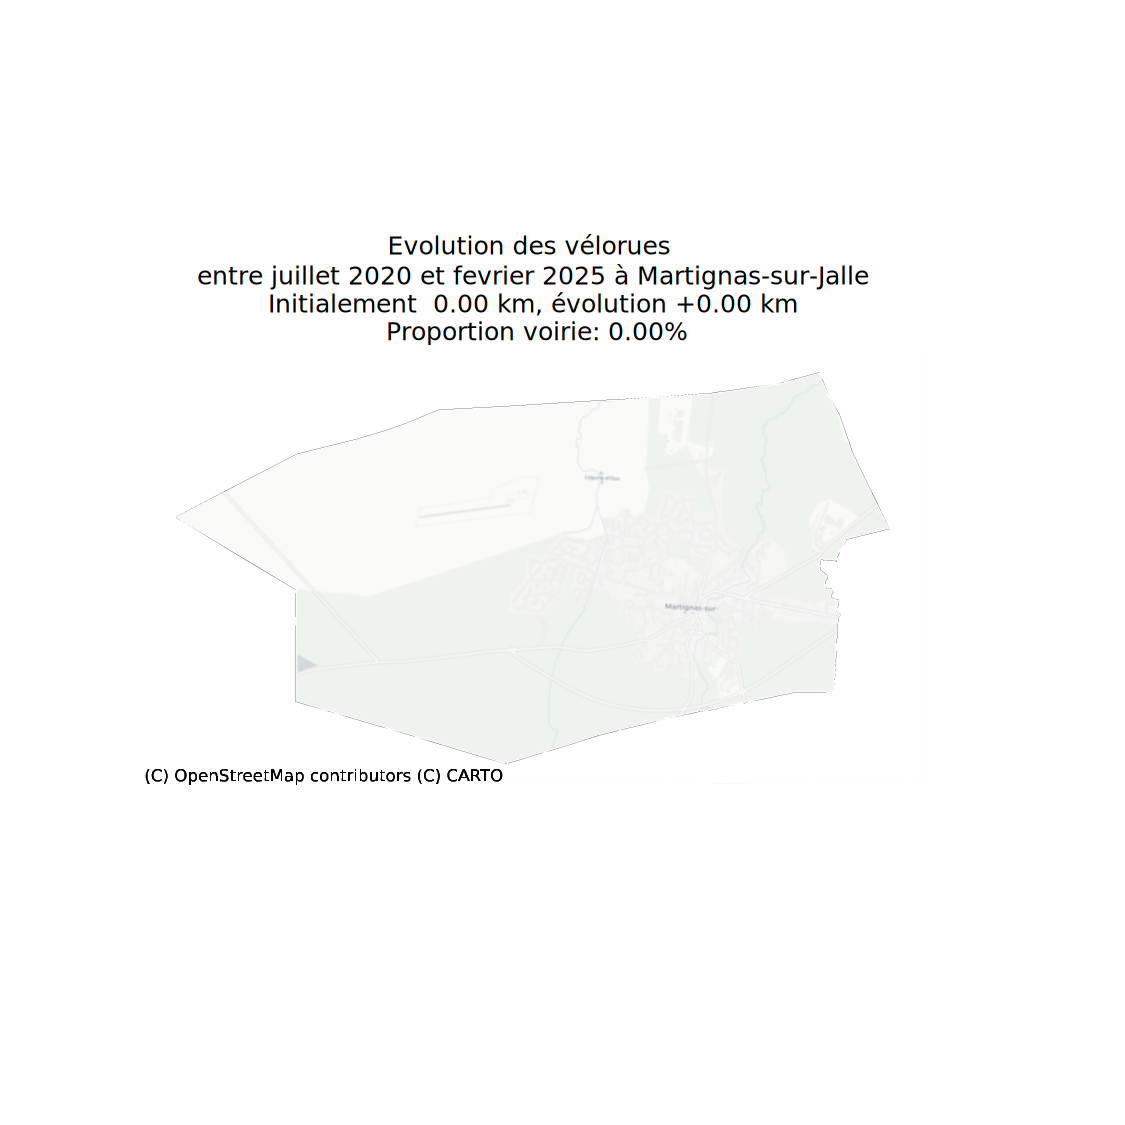 Evolution des vélorues
entre juillet 2020 et fevrier 2025 à Martignas-sur-Jalle
Initialement  0.00 km, évolution +0.00 km
Proportion voirie: 0.00%
Martignas-sur-
(C) OpenStreetMap contributors (C) CARTO